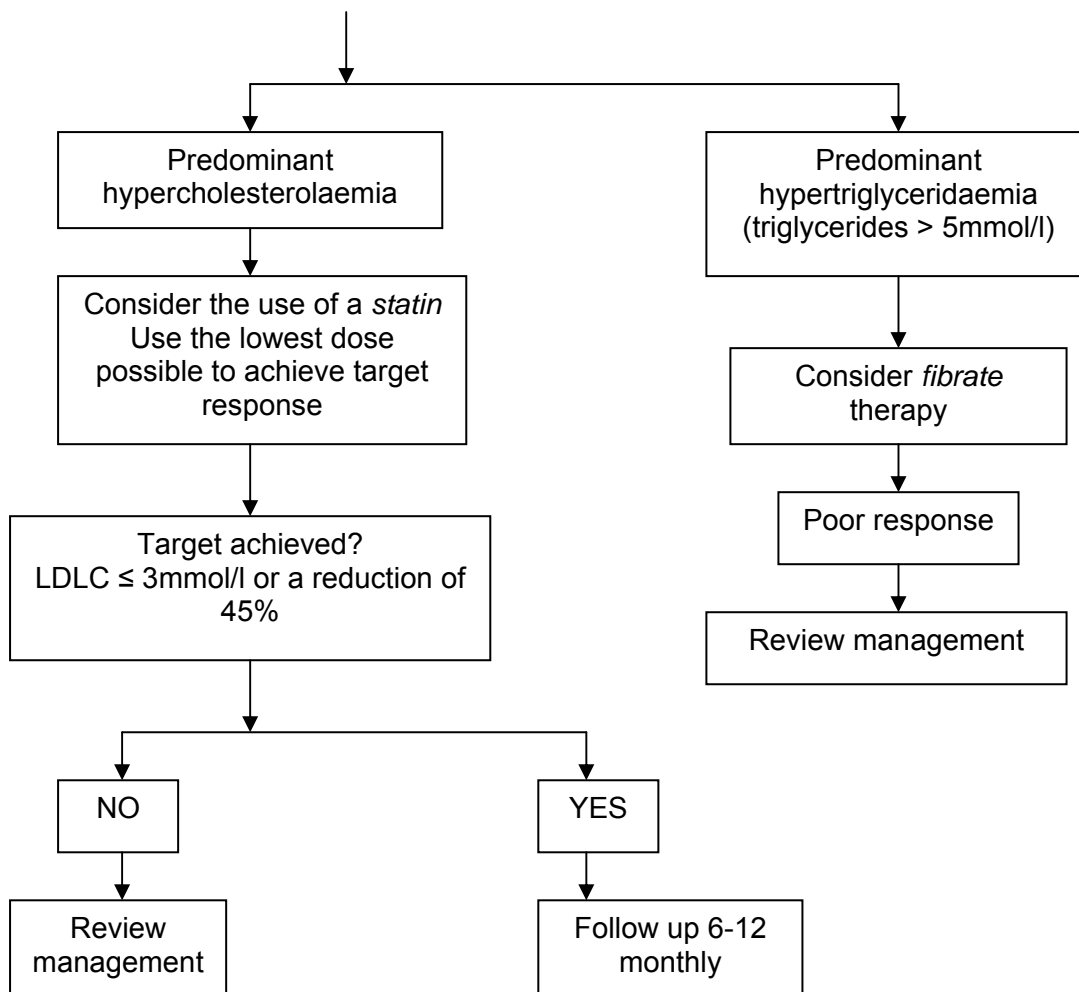 Predominant
hypercholesterolaemia
Predominant
hypertriglyceridaemia
(triglycerides > 5mmol/l)
Consider the use of a statin
Use the lowest dose
possible to achieve target
response
Consider fibrate
therapy
Poor response
Target achieved?
LDLC ≤ 3mmol/l or a reduction of
45%
Review management
NO
YES
Review
management
Follow up 6-12
monthly